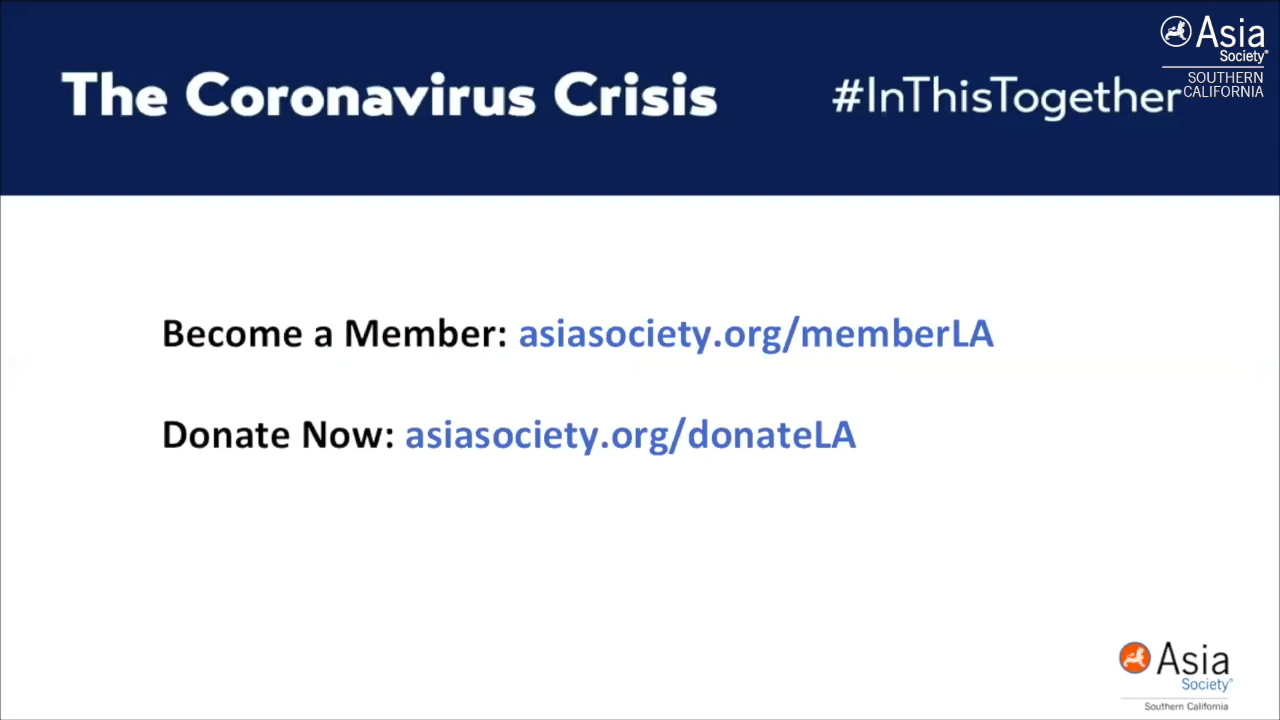 The Coronavirus Crisis
#InThisTogether
Asia
Society
SOUTHERN
CALIFORNIA
Become a Member: asiasociety.org/memberLA
Donate Now: asiasociety.org/donateLA
Asia
Society
Southern California